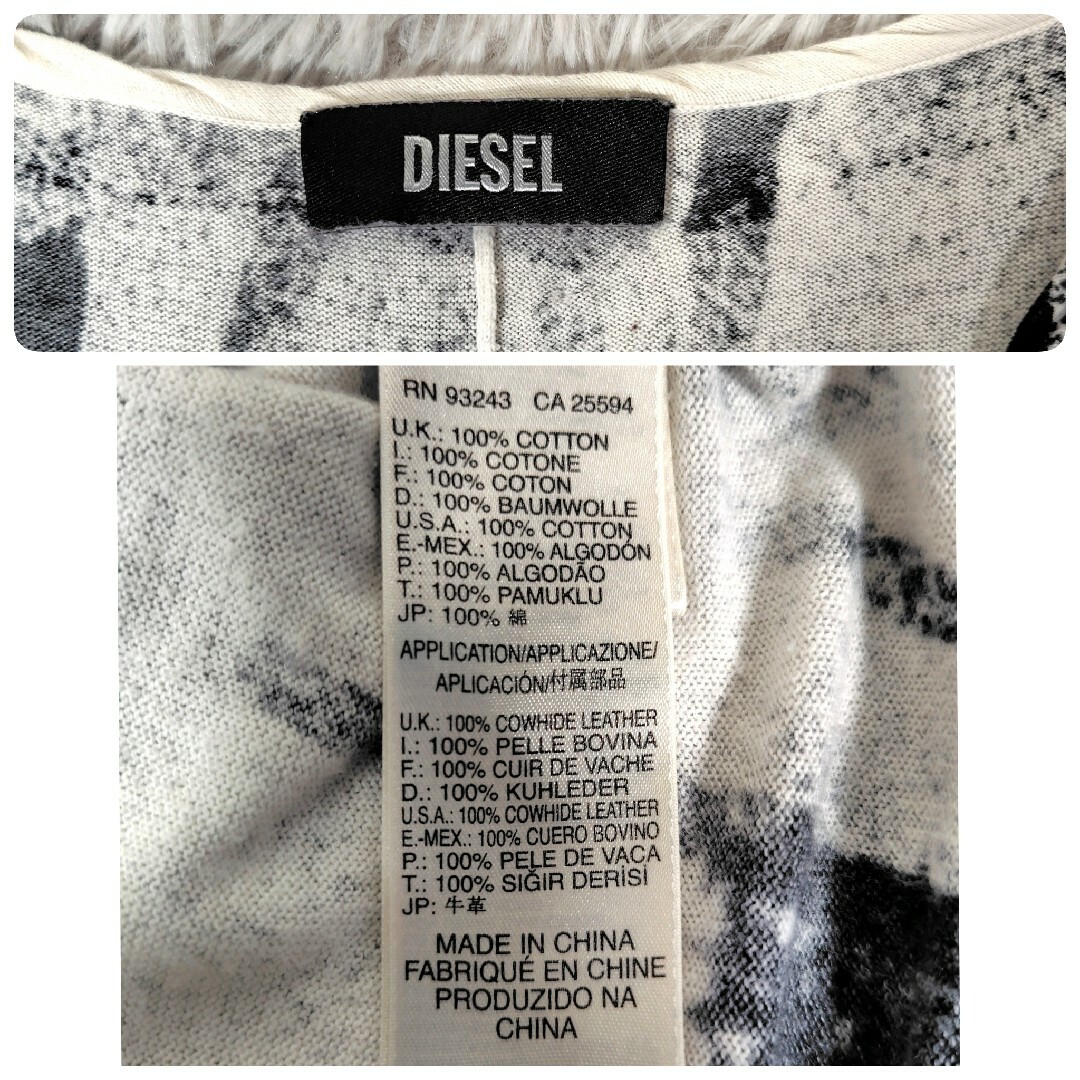 DIESEL
RN 93243 CA 25594
U.K.: 100% COTTON
I.: 100% COTONE
F.: 100% COTON
D.: 100% BAUMWOLLE
U.S.A.: 100% COTTON
E.-MEX.: 100% ALGODÓN
P.: 100% ALGODÃO
T.: 100% PAMUKLU
JP: 100% 綿
APPLICATION/APPLICAZIONE/
APLICACIÓN/付属部品
U.K.: 100% COWHIDE LEATHER
I.: 100% PELLE BOVINA
F.: 100% CUIR DE VACHE
D.: 100% KUHLEDER
U.S.A.: 100% COWHIDE LEATHER
E.-MEX.: 100% CUERO BOVINO
P.: 100% PELE DE VACA
T.: 100% SIĞIR DERİSİ
JP: 牛革
MADE IN CHINA
FABRIQUÉ EN CHINE
PRODUZIDO NA
CHINA